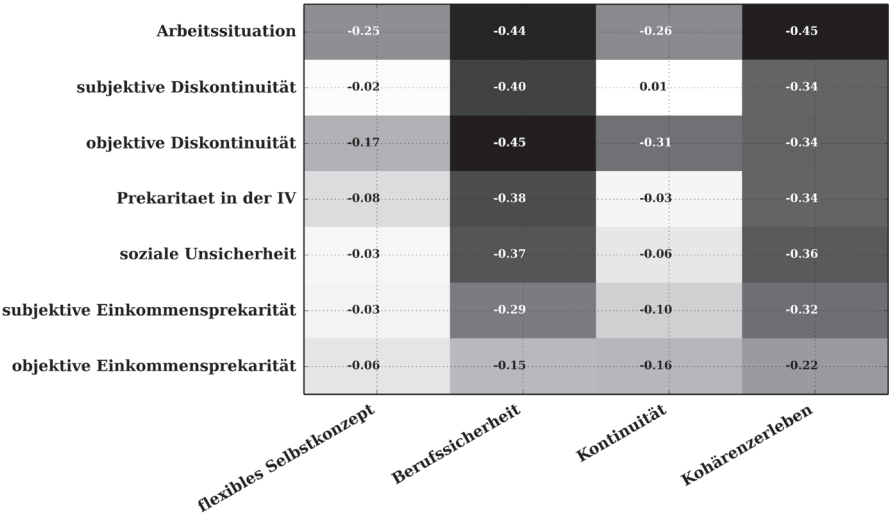 Arbeitssituation -0.25 -0.44 -0.26 -0.45
subjektive Diskontinuität -0.02 -0.40 0.01 -0.34
objektive Diskontinuität -0.17 -0.45 -0.31 -0.34
Prekaritaet in der IV -0.08 -0.38 -0.03 -0.34
soziale Unsicherheit -0.03 -0.37 -0.06 -0.36
subjektive Einkommensprekarität -0.03 -0.29 -0.10 -0.32
objektive Einkommensprekarität -0.06 -0.15 -0.16 -0.22
flexibles Selbstkonzept
Berufssicherheit
Kontinuität
Kohärenzerleben